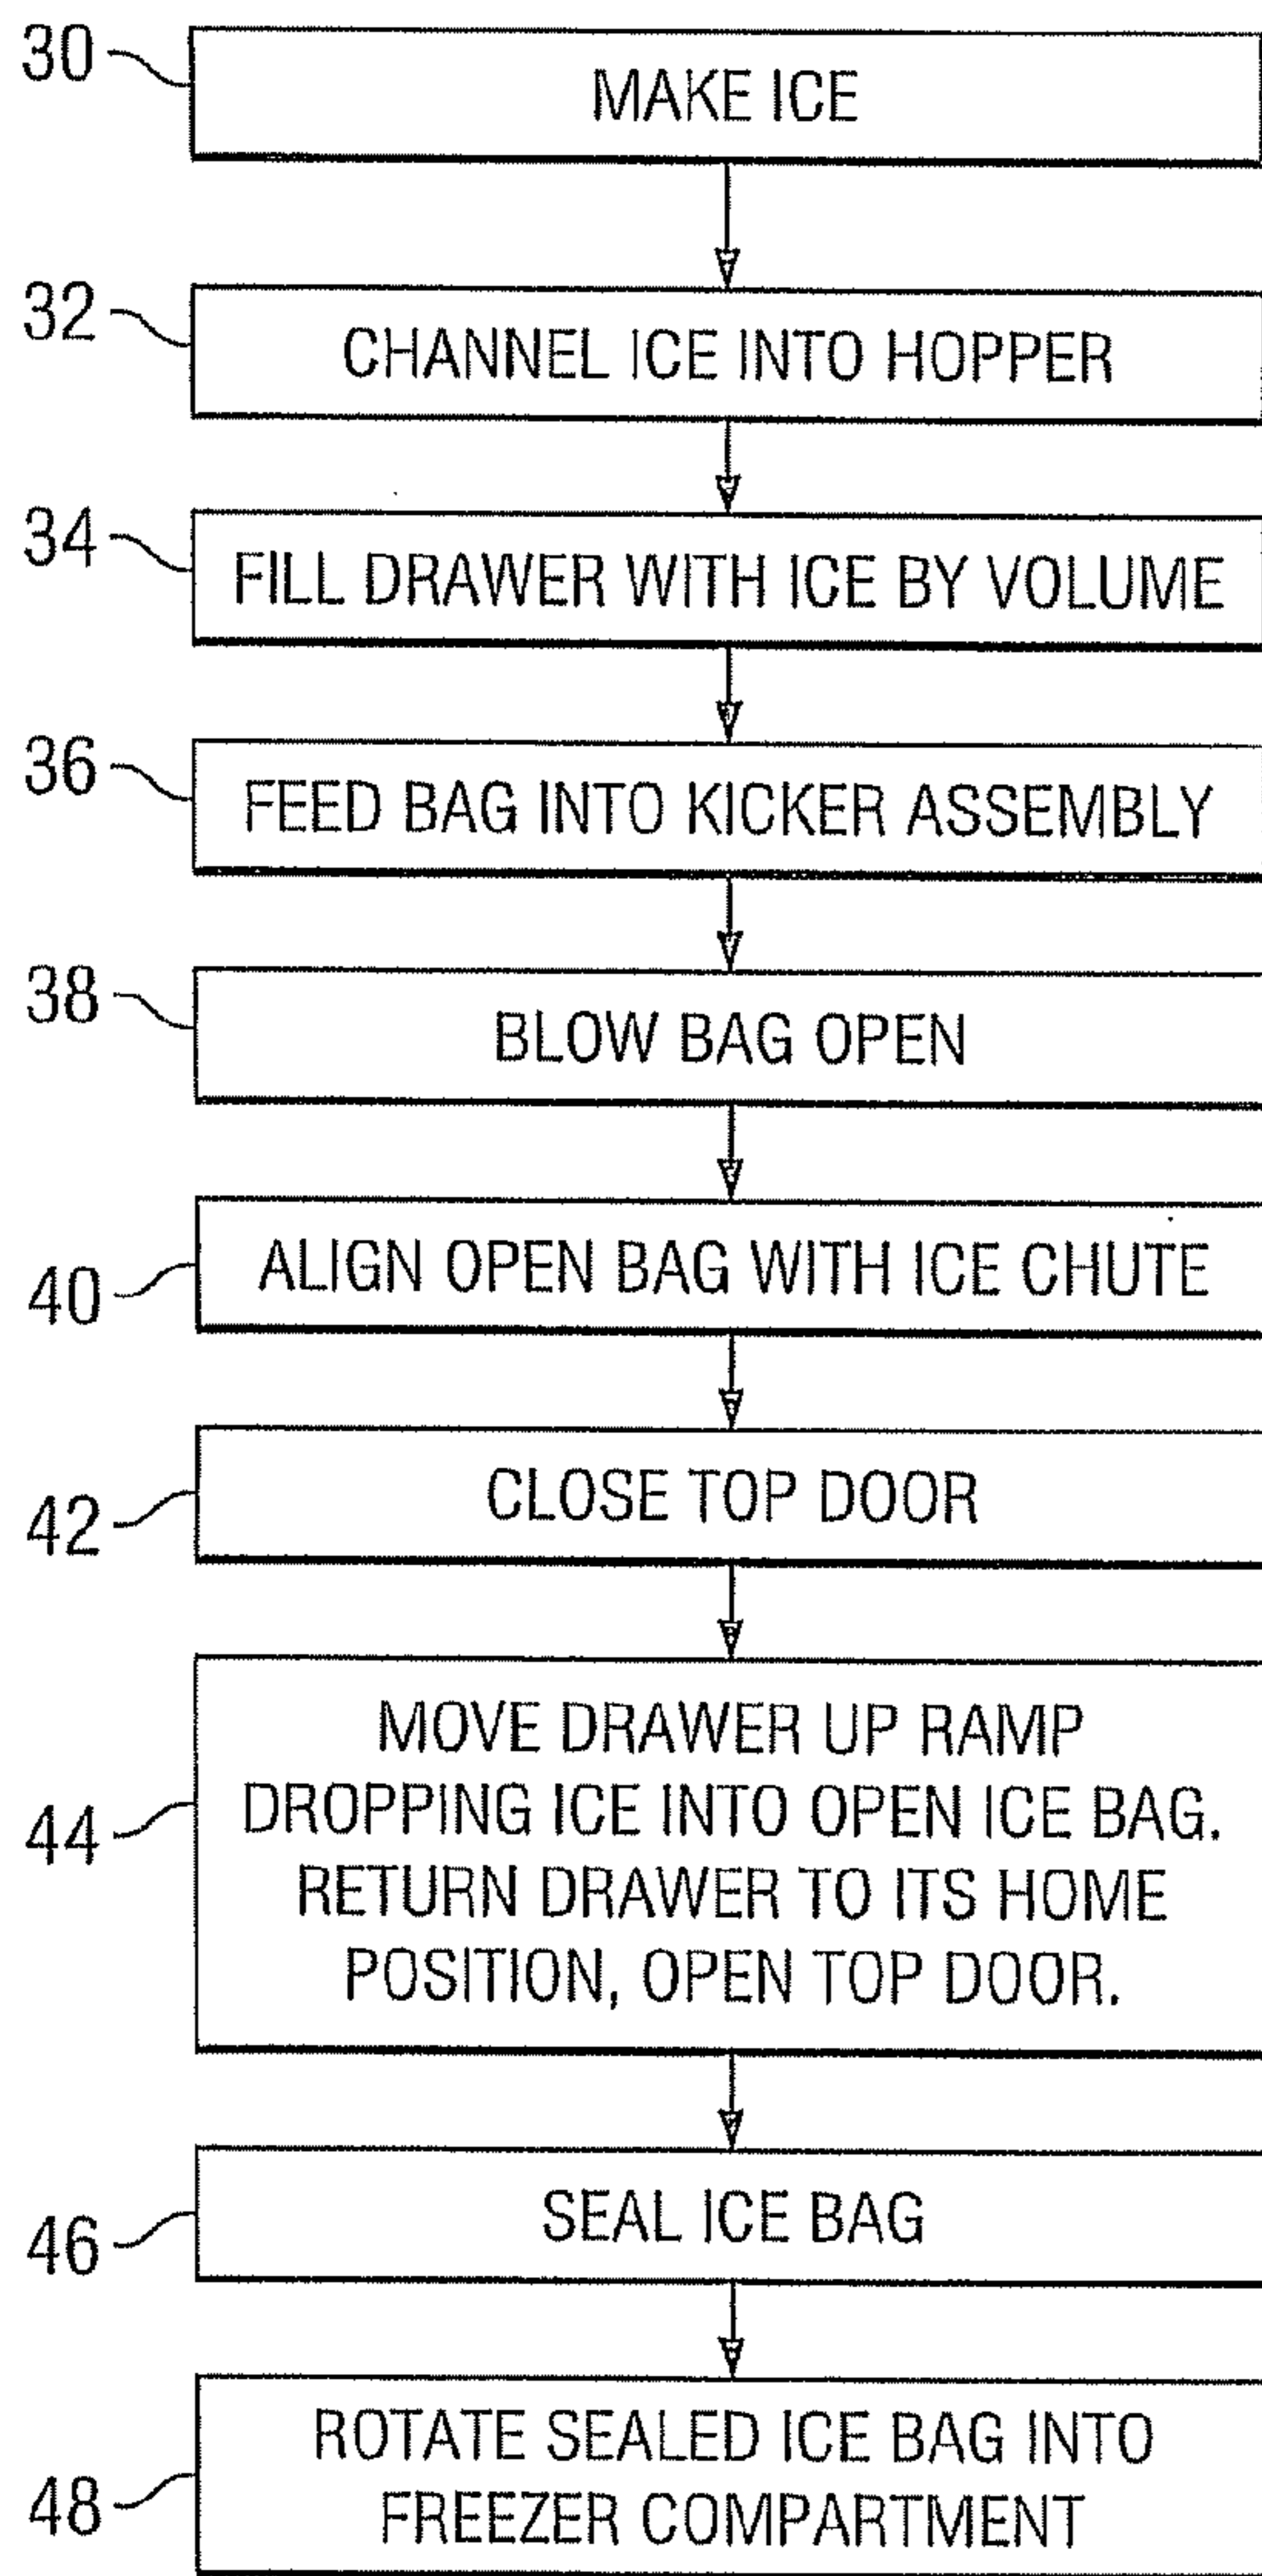 30
MAKE ICE
32
CHANNEL ICE INTO HOPPER
34
FILL DRAWER WITH ICE BY VOLUME
36
FEED BAG INTO KICKER ASSEMBLY
38
BLOW BAG OPEN
40
ALIGN OPEN BAG WITH ICE CHUTE
42
CLOSE TOP DOOR
44
MOVE DRAWER UP RAMP
DROPPING ICE INTO OPEN ICE BAG.
RETURN DRAWER TO ITS HOME
POSITION, OPEN TOP DOOR.
46
SEAL ICE BAG
48
ROTATE SEALED ICE BAG INTO
FREEZER COMPARTMENT